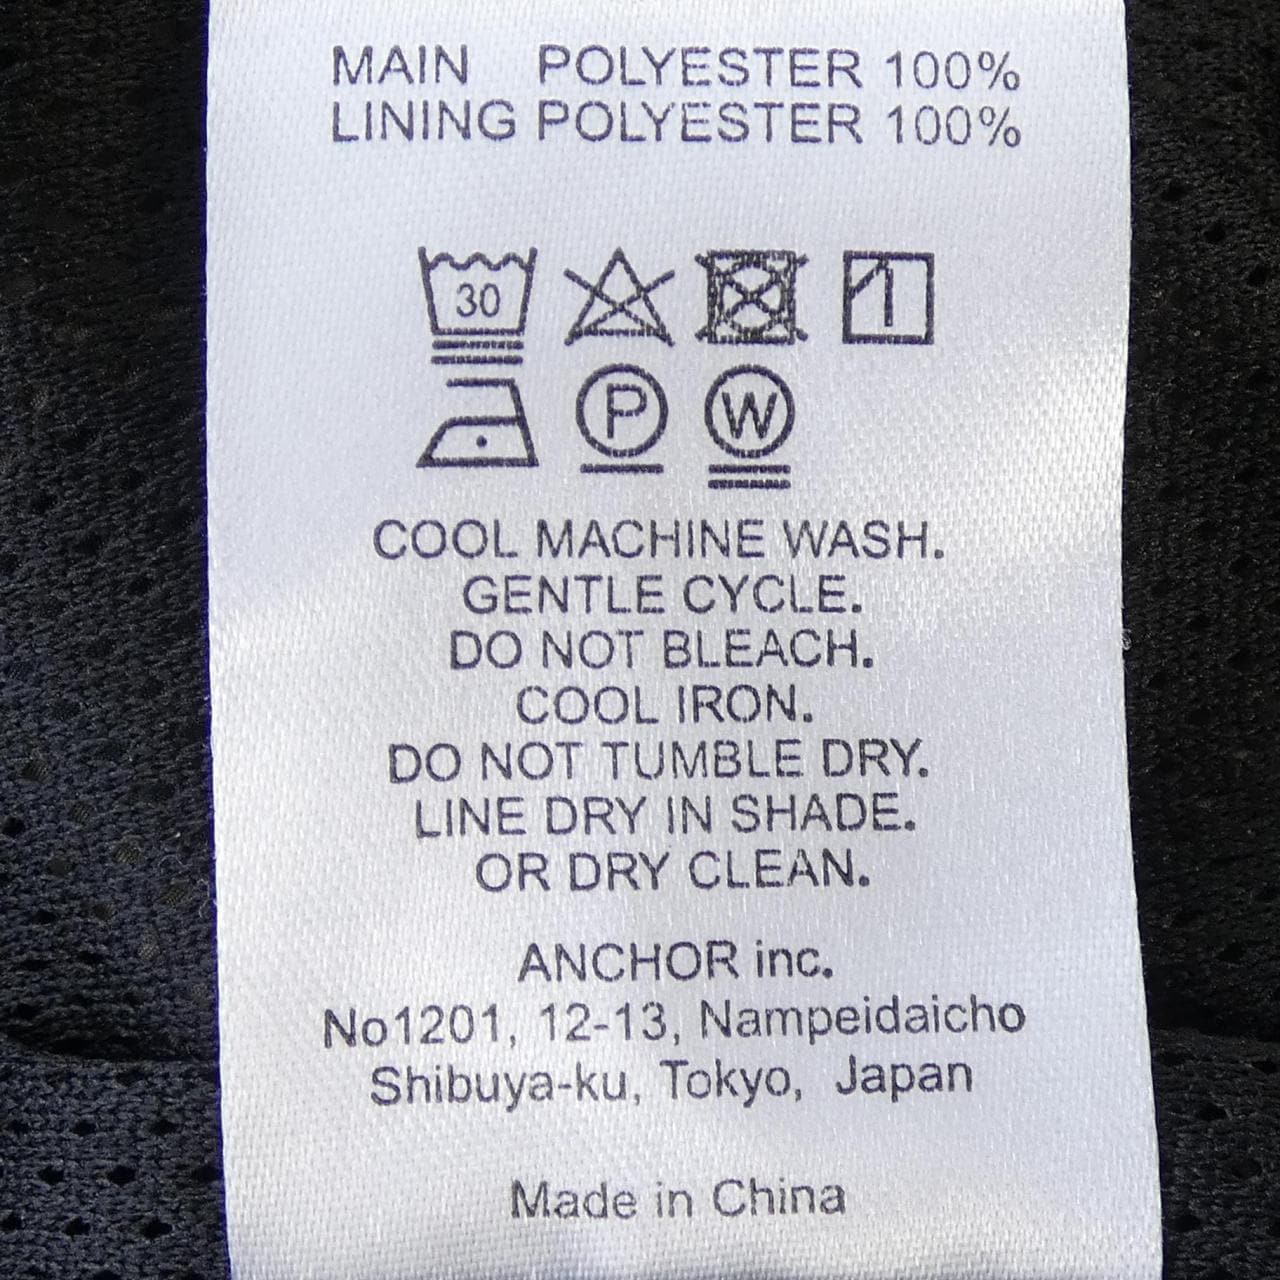 MAIN POLYESTER 100%
LINING POLYESTER 100%
30
P W
COOL MACHINE WASH.
GENTLE CYCLE.
DO NOT BLEACH.
COOL IRON.
DO NOT TUMBLE DRY.
LINE DRY IN SHADE.
OR DRY CLEAN.
ANCHOR inc.
No1201, 12-13, Nampeidaicho
Shibuya-ku, Tokyo, Japan
Made in China